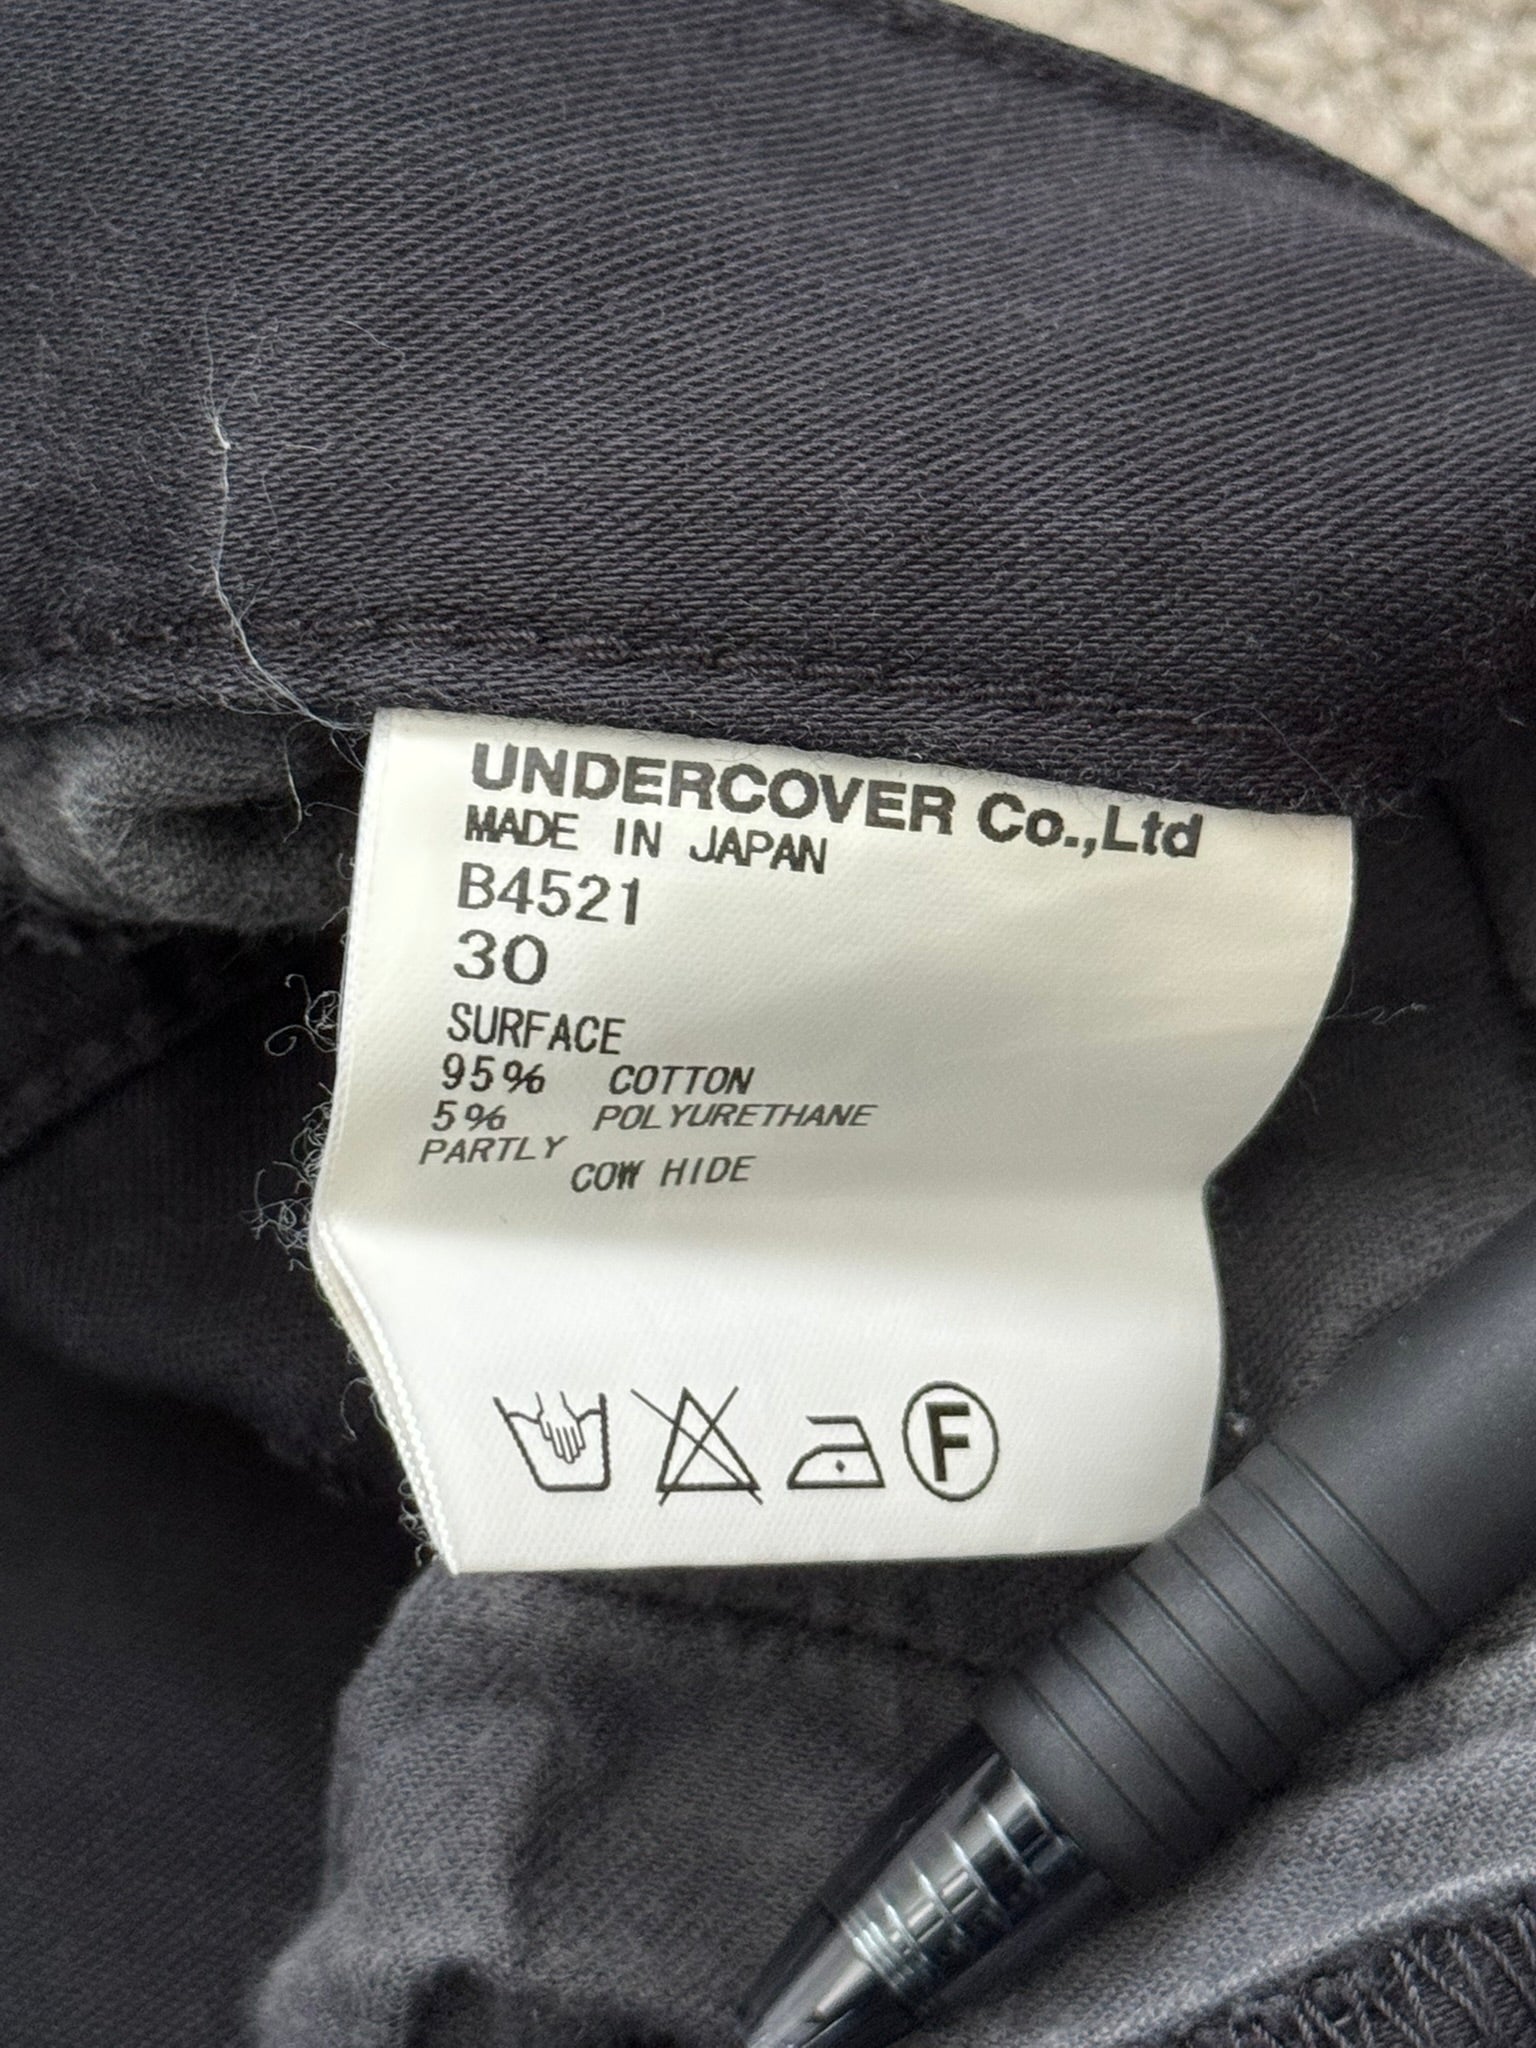 UNDERCOVER Co.,Ltd
MADE IN JAPAN
B4521
30
SURFACE
95% COTTON
5% POLYURETHANE
PARTLY
COW HIDE
F